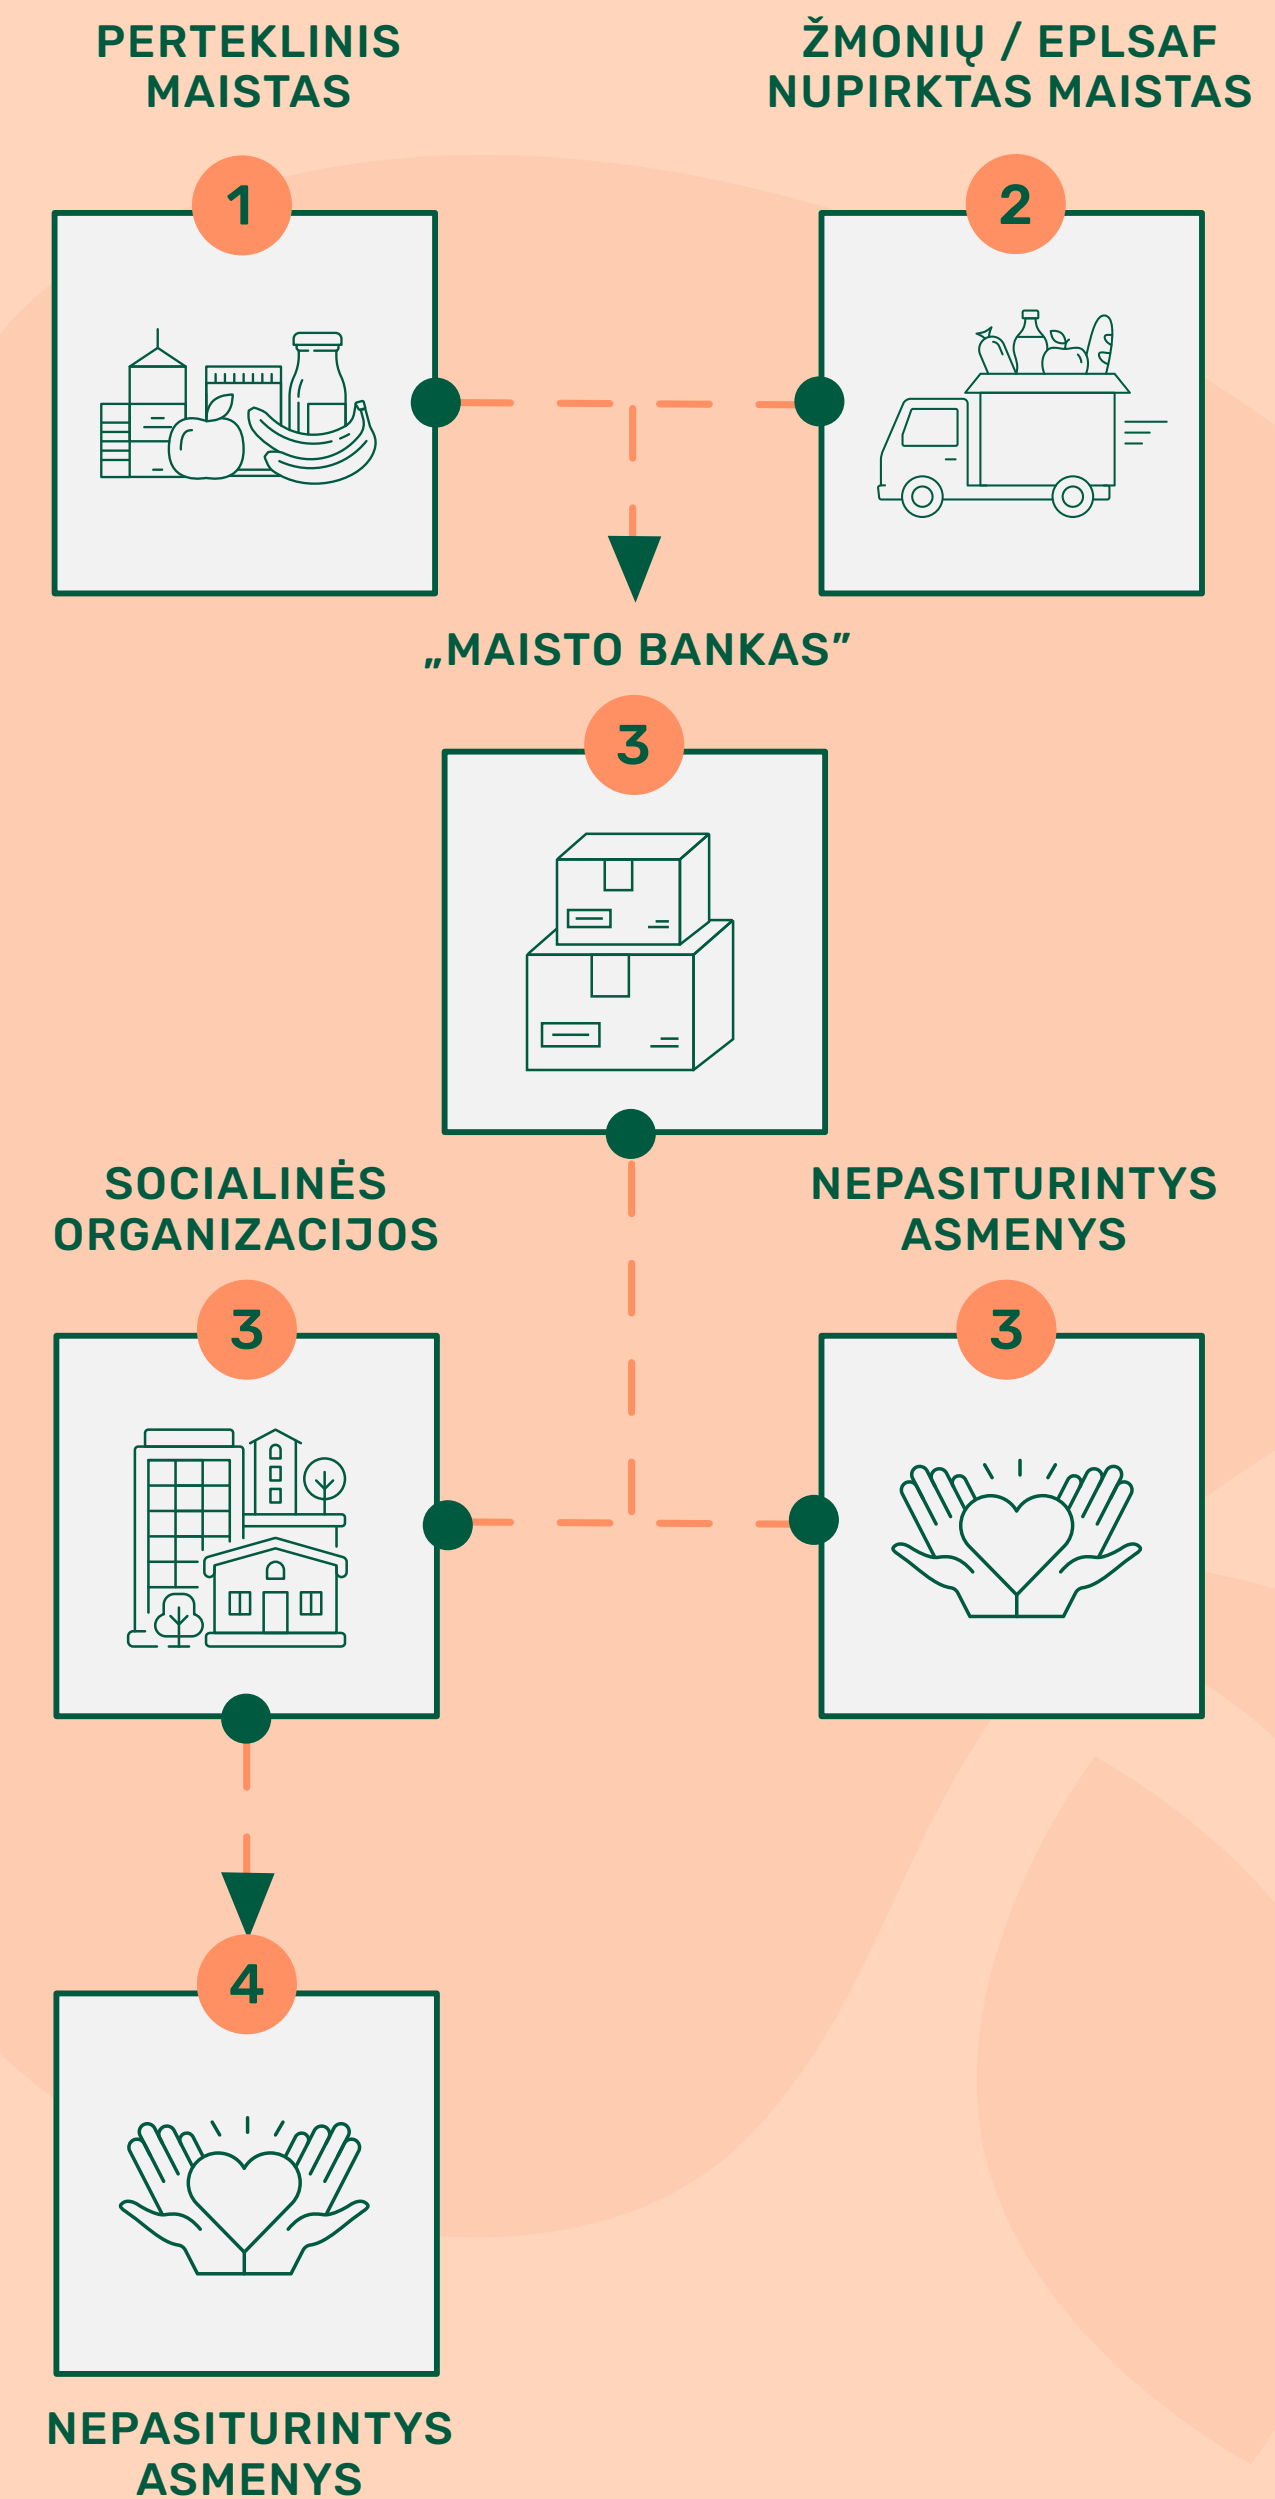 PERTEKLINIS
MAISTAS
ŽMONIŲ / EPLSAF
NUPIRKTAS MAISTAS
1
2
„MAISTO BANKAS”
3
SOCIALINĖS
ORGANIZACIJOS
NEPASITURINTYS
ASMENYS
3
3
4
NEPASITURINTYS
ASMENYS